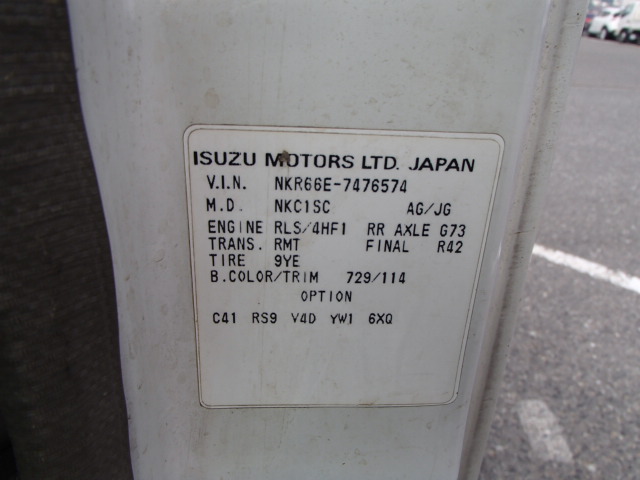 ISUZU MOTORS LTD. JAPAN
V.I.N. NKR66E-7476574
M.D. NKC1SC AG/JG
ENGINE RLS/4HF1 RR AXLE G73
TRANS. RMT FINAL R42
TIRE 9YE
B.COLOR/TRIM 729/114
OPTION
C41 RS9 V4D YW1 6XQ